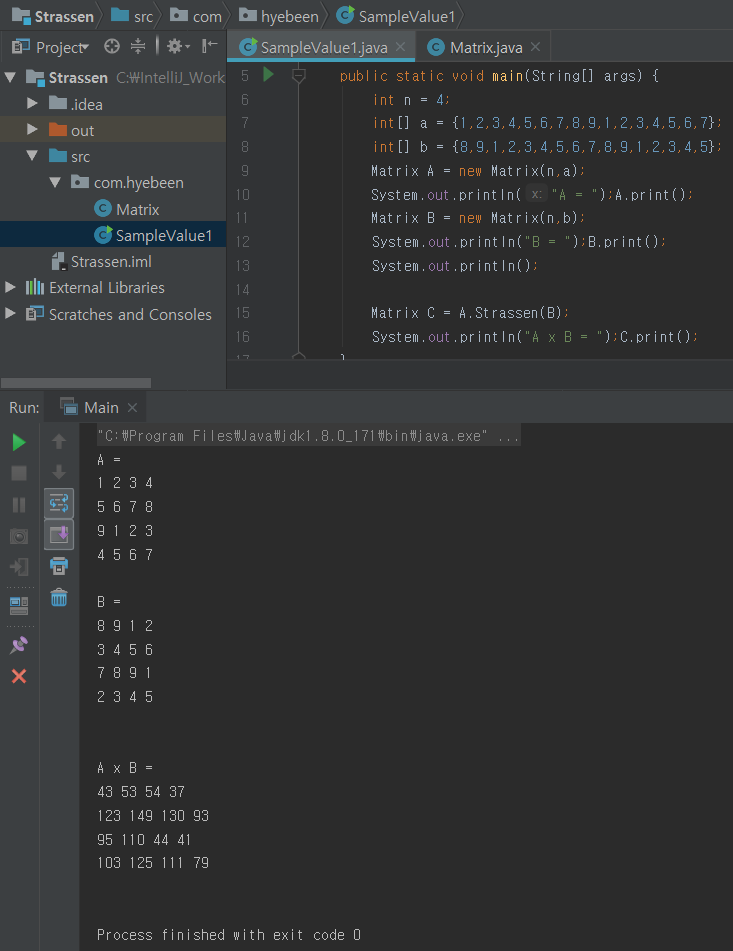 Strassen src com hyebeen SampleValue1
Project SampleValue1.java Matrix.java
Strassen C:₩IntelliJ_Work
.idea
out
src
com.hyebeen
Matrix
SampleValue1
Strassen.iml
External Libraries
Scratches and Consoles
5 public static void main(String[] args) {
6 int n = 4;
7 int[] a = {1,2,3,4,5,6,7,8,9,1,2,3,4,5,6,7};
8 int[] b = {8,9,1,2,3,4,5,6,7,8,9,1,2,3,4,5};
9 Matrix A = new Matrix(n,a);
10 System.out.println( x: "A = ");A.print();
11 Matrix B = new Matrix(n,b);
12 System.out.println("B = ");B.print();
13 System.out.println();
14
15 Matrix C = A.Strassen(B);
16 System.out.println("A x B = ");C.print();
17 }
Run: Main
"C:₩Program Files₩Java₩jdk1.8.0_171₩bin₩java.exe" ...
A =
1 2 3 4
5 6 7 8
9 1 2 3
4 5 6 7
B =
8 9 1 2
3 4 5 6
7 8 9 1
2 3 4 5
A x B =
43 53 54 37
123 149 130 93
95 110 44 41
103 125 111 79
Process finished with exit code 0